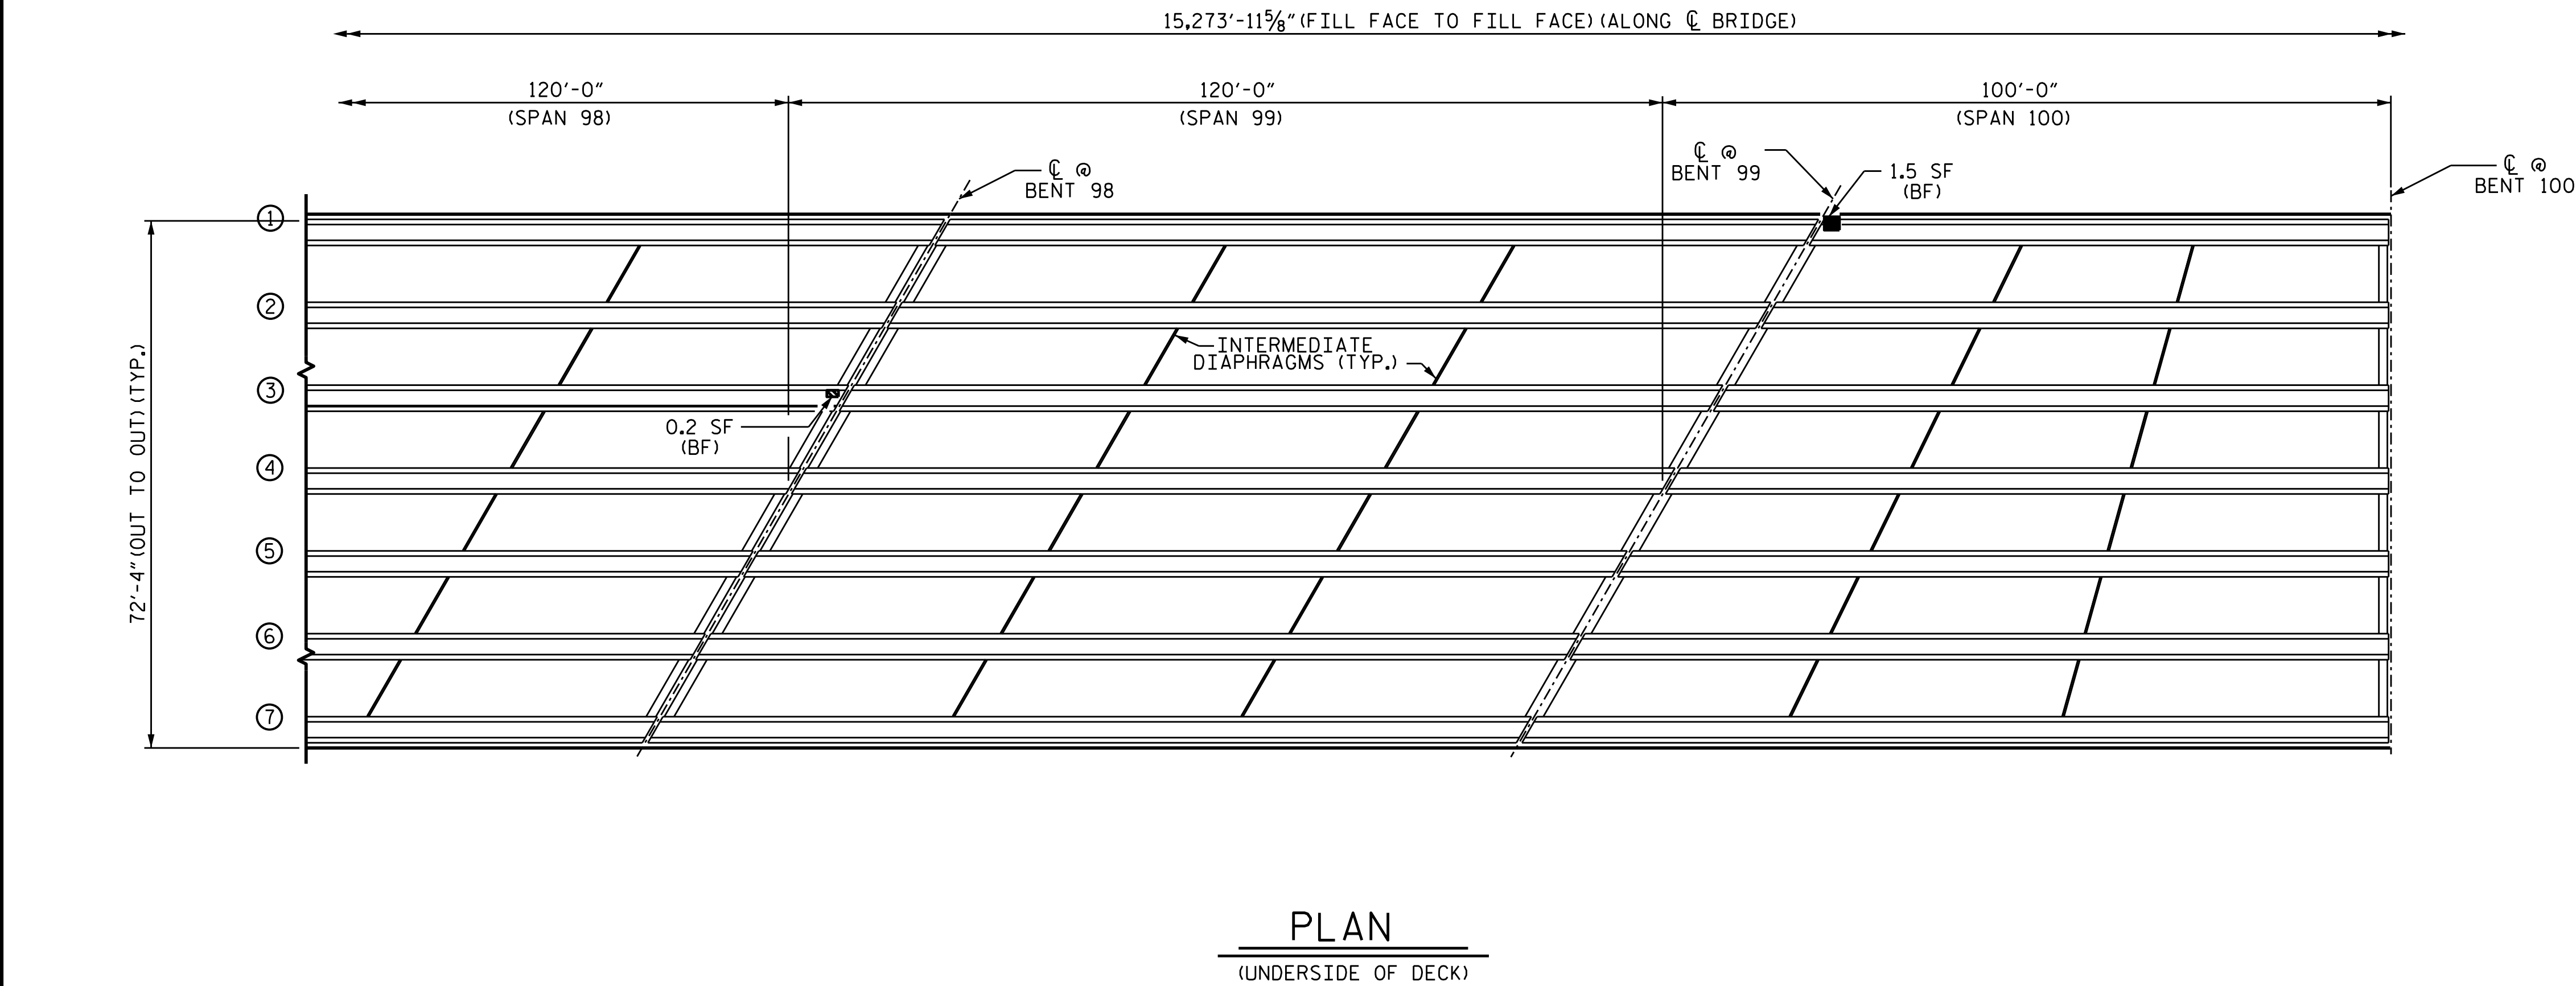 15,273'-11⅝" (FILL FACE TO FILL FACE) (ALONG ℄ BRIDGE)
120'-0"
(SPAN 98)
120'-0"
(SPAN 99)
100'-0"
(SPAN 100)
℄ @
BENT 98
℄ @
BENT 99
1.5 SF
(BF)
℄ @
BENT 100
1
2
3
4
5
6
7
72'-4" (OUT TO OUT) (TYP.)
INTERMEDIATE
DIAPHRAGMS (TYP.)
0.2 SF
(BF)
PLAN
(UNDERSIDE OF DECK)